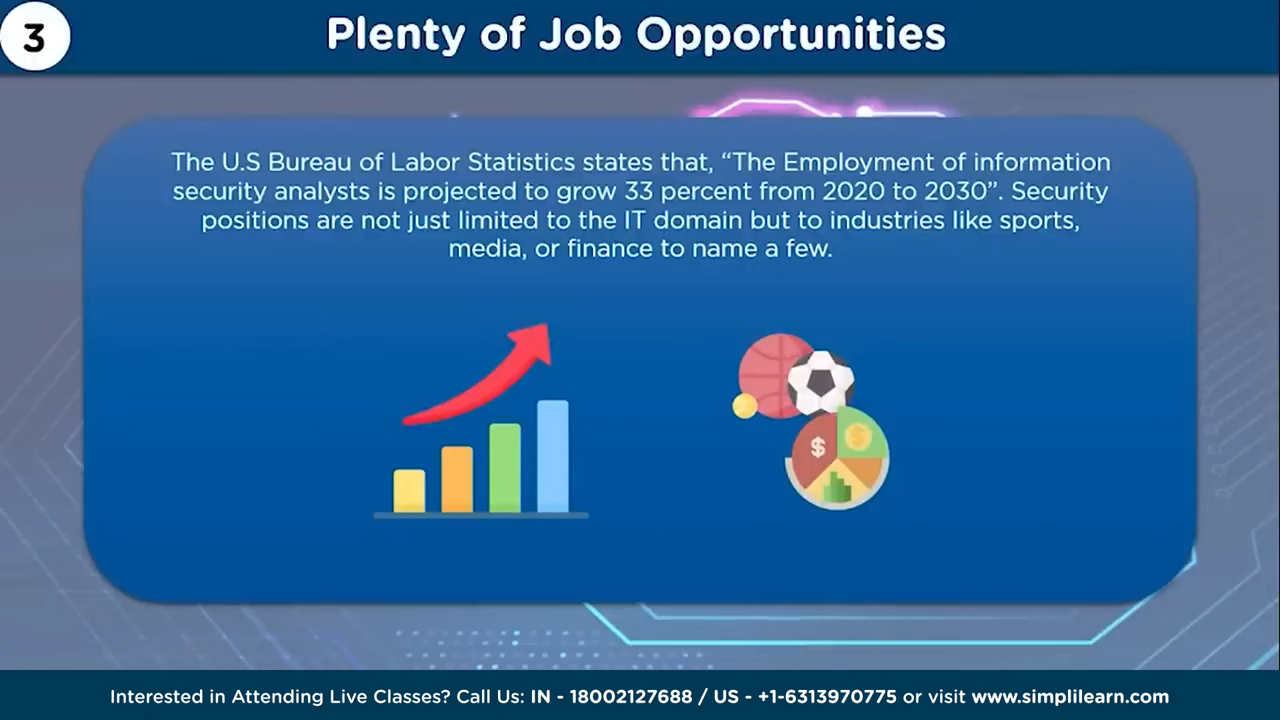 3
Plenty of Job Opportunities
The U.S Bureau of Labor Statistics states that, “The Employment of information
security analysts is projected to grow 33 percent from 2020 to 2030”. Security
positions are not just limited to the IT domain but to industries like sports,
media, or finance to name a few.
$
$
Interested in Attending Live Classes? Call Us: IN - 18002127688 / US - +1-6313970775 or visit www.simplilearn.com